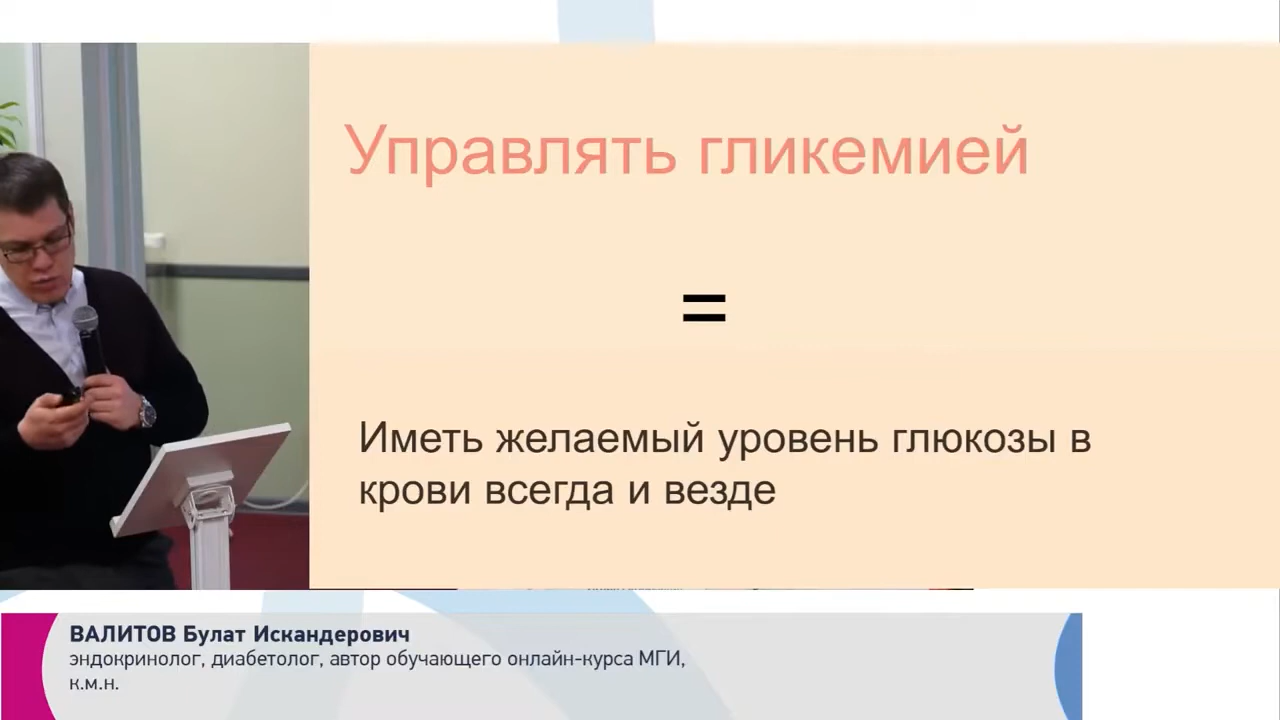 Управлять гликемией
=
Иметь желаемый уровень глюкозы в
крови всегда и везде
ВАЛИТОВ Булат Искандерович
эндокринолог, диабетолог, автор обучающего онлайн-курса МГИ,
к.м.н.